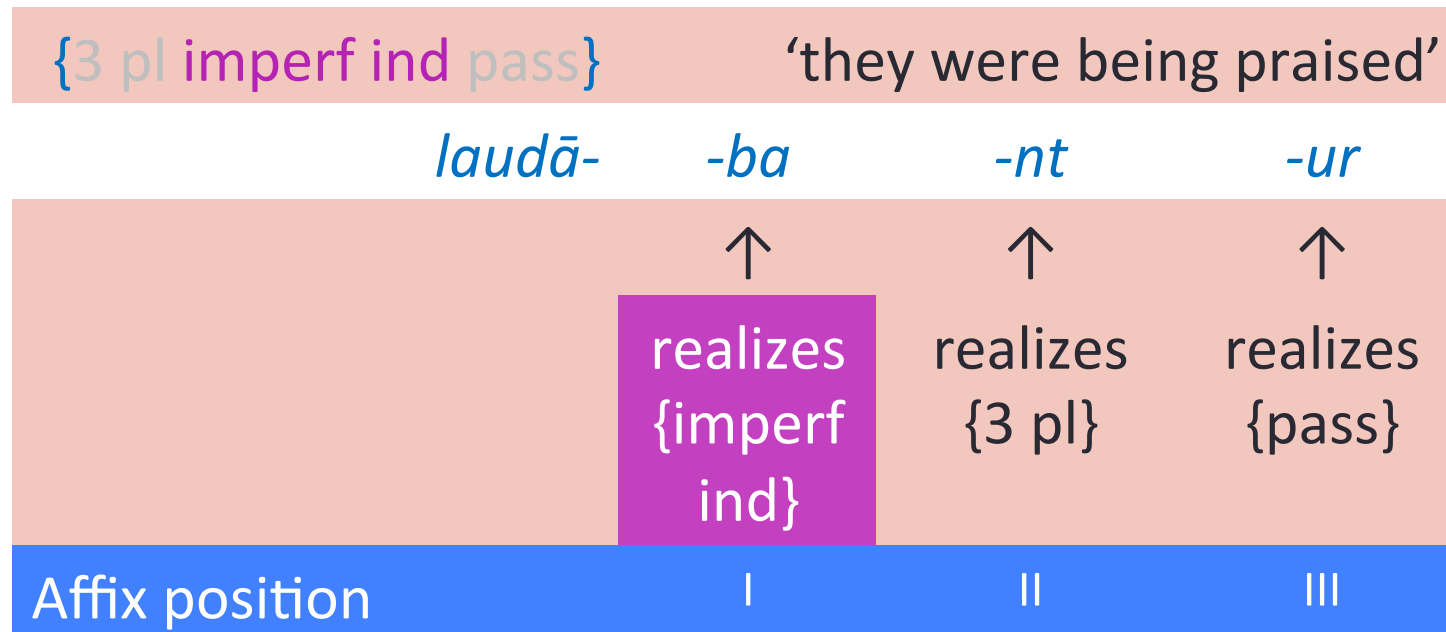 {3 pl imperf ind pass} ‘they were being praised’
laudā- -ba -nt -ur
↑ ↑ ↑
realizes realizes realizes
{imperf {3 pl} {pass}
ind}
Affix position I II III